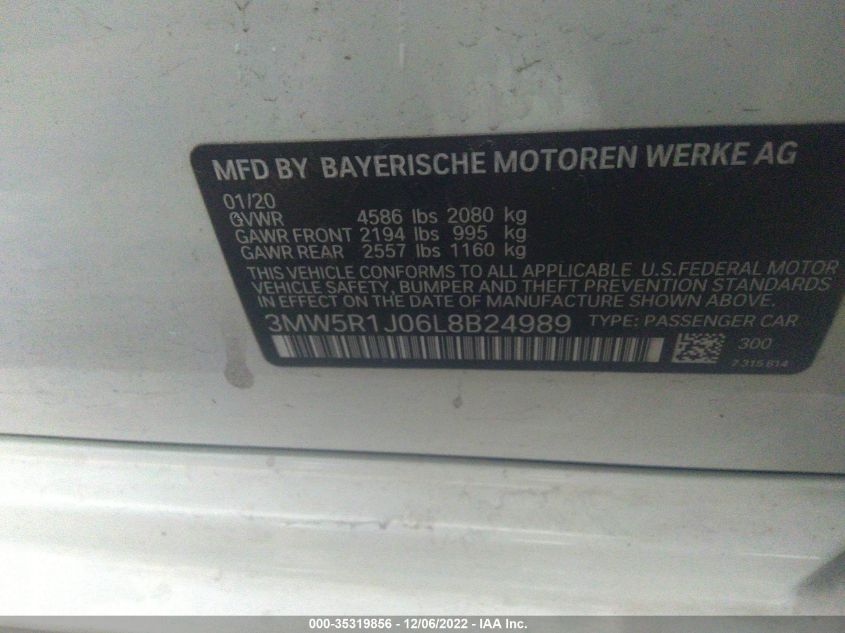 MFD BY BAYERISCHE MOTOREN WERKE AG
01/20
GVWR 4586 lbs 2080 kg
GAWR FRONT 2194 lbs 995 kg
GAWR REAR 2557 lbs 1160 kg
THIS VEHICLE CONFORMS TO ALL APPLICABLE U.S.FEDERAL MOTOR
VEHICLE SAFETY, BUMPER AND THEFT PREVENTION STANDARDS
IN EFFECT ON THE DATE OF MANUFACTURE SHOWN ABOVE.
3MW5R1J06L8B24989 TYPE: PASSENGER CAR
300
7 315 614
000-35319856 - 12/06/2022 - IAA Inc.